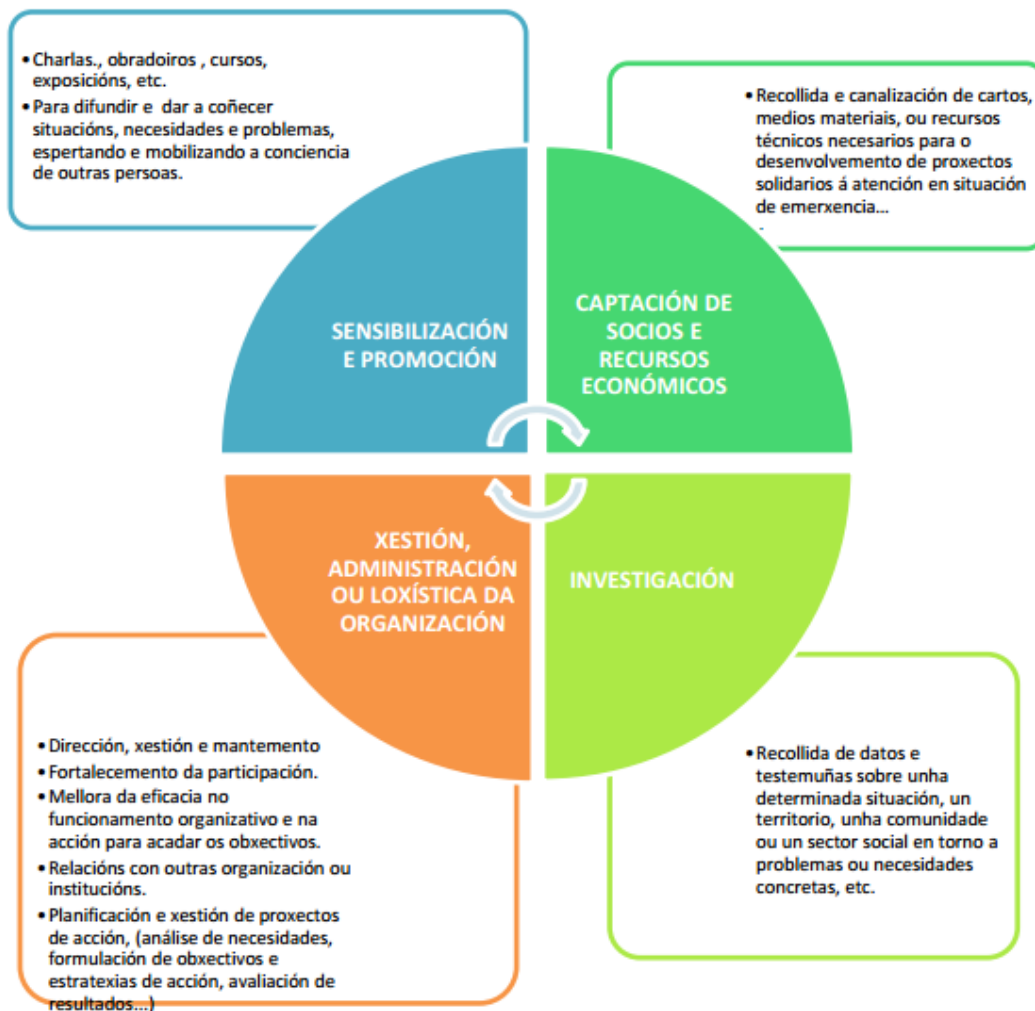 • Charlas., obradoiros , cursos,
exposicións, etc.
• Para difundir e dar a coñecer
situacións, necesidades e problemas,
espertando e mobilizando a conciencia
de outras persoas.
• Recollida e canalización de cartos,
medios materiais, ou recursos
técnicos necesarios para o
desenvolvemento de proxectos
solidarios á atención en situación
de emerxencia...
SENSIBILIZACIÓN
E PROMOCIÓN
CAPTACIÓN DE
SOCIOS E
RECURSOS
ECONÓMICOS
XESTIÓN,
ADMINISTRACIÓN
OU LOXÍSTICA DA
ORGANIZACIÓN
INVESTIGACIÓN
• Dirección, xestión e mantemento
• Fortalecemento da participación.
• Mellora da eficacia no
funcionamento organizativo e na
acción para acadar os obxectivos.
• Relacións con outras organización ou
institucións.
• Planificación e xestión de proxectos
de acción, (análise de necesidades,
formulación de obxectivos e
estratexias de acción, avaliación de
resultados...)
• Recollida de datos e
testemuñas sobre unha
determinada situación, un
territorio, unha comunidade
ou un sector social en torno a
problemas ou necesidades
concretas, etc.